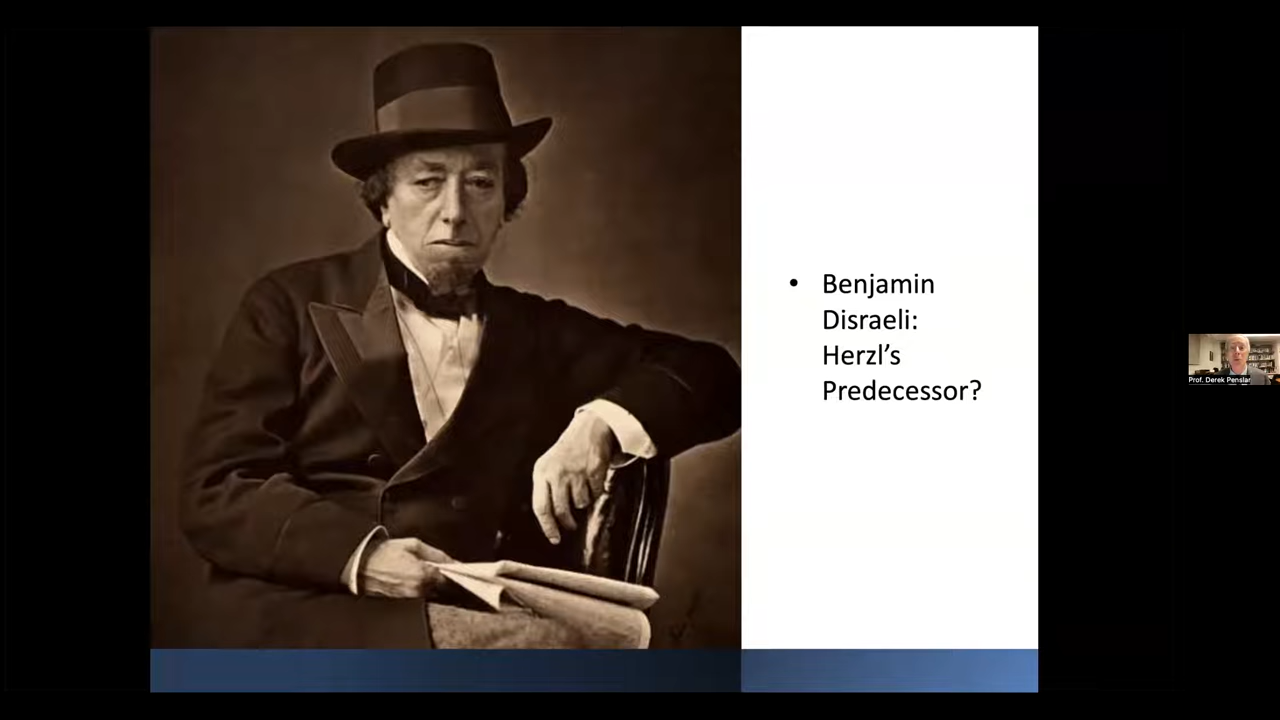 • Benjamin
Disraeli:
Herzl’s
Predecessor?
Prof. Derek Penslar